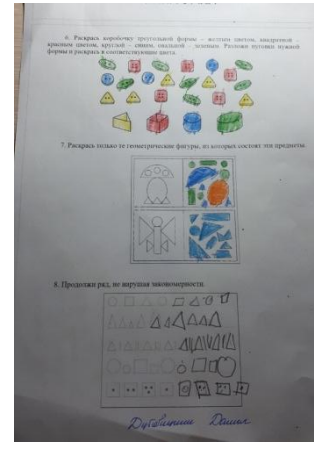 6. Раскрась коробочку треугольной формы – желтым цветом, квадратной –
красным цветом, круглой – синим, овальной – зеленым. Разложи пуговки нужной
формы и раскрась в соответствующие цвета.
7. Раскрась только те геометрические фигуры, из которых состоят эти предметы.
8. Продолжи ряд, не нарушая закономерности.